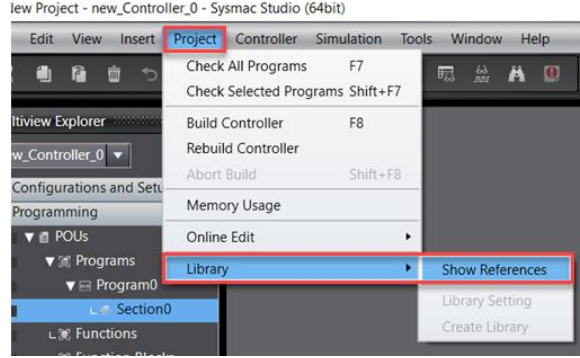 New Project - new_Controller_0 - Sysmac Studio (64bit)
Edit View Insert Project Controller Simulation Tools Window Help
Check All Programs F7
Check Selected Programs Shift+F7
Build Controller F8
Rebuild Controller
Abort Build Shift+F8
Memory Usage
Online Edit
Library
Show References
Library Setting
Create Library
ltiview Explorer
ew_Controller_0
Configurations and Setu
Programming
POUs
Programs
Program0
Section0
Functions
Function Blocks